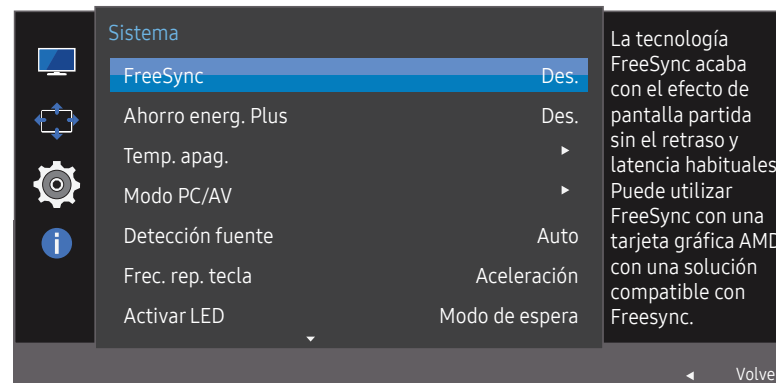 Sistema
FreeSync Des.
Ahorro energ. Plus Des.
Temp. apag.
Modo PC/AV
Detección fuente Auto
Frec. rep. tecla Aceleración
Activar LED Modo de espera
La tecnología
FreeSync acaba
con el efecto de
pantalla partida
sin el retraso y
latencia habituales
Puede utilizar
FreeSync con una
tarjeta gráfica AMD
con una solución
compatible con
Freesync.
Volve